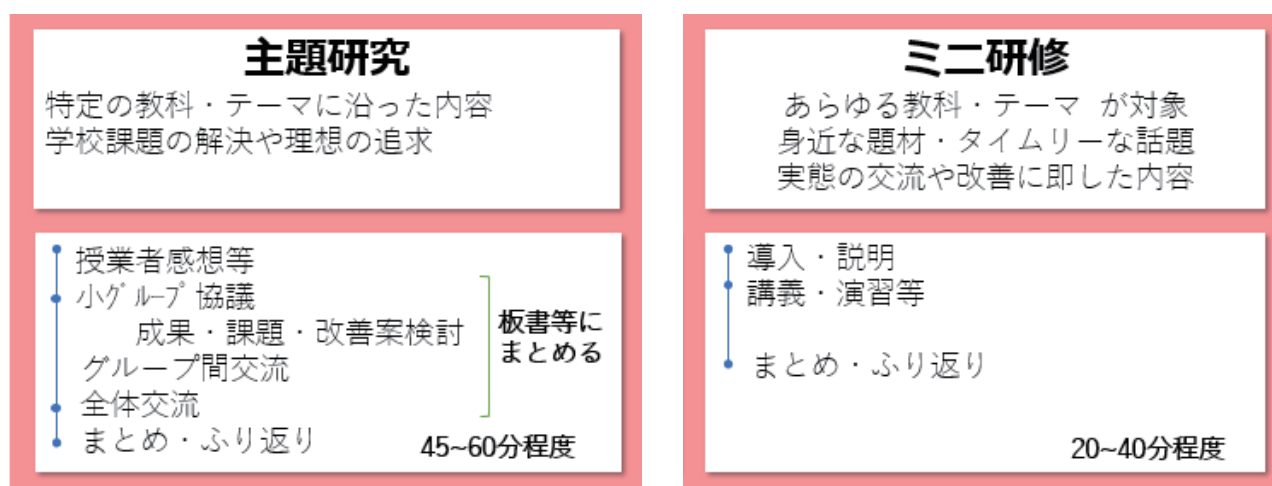 主題研究
特定の教科・テーマに沿った内容
学校課題の解決や理想の追求
授業者感想等
小グループ協議
成果・課題・改善案検討
グループ間交流
全体交流
まとめ・ふり返り
板書等に
まとめる
45~60分程度
ミニ研修
あらゆる教科・テーマ が対象
身近な題材・タイムリーな話題
実態の交流や改善に即した内容
導入・説明
講義・演習等
まとめ・ふり返り
20~40分程度